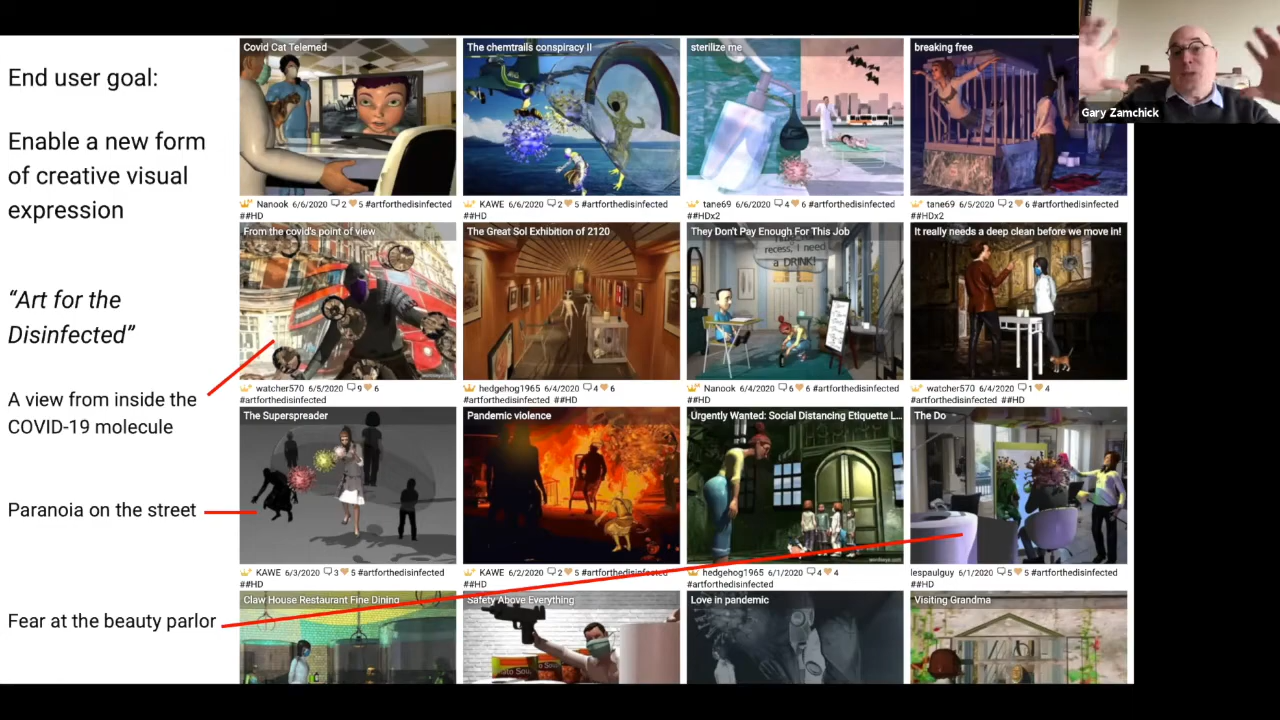 End user goal:
Enable a new form
of creative visual
expression
“Art for the
Disinfected”
A view from inside the
COVID-19 molecule
Paranoia on the street
Fear at the beauty parlor
Covid Cat Telemed
Nanook 6/6/2020 2 5 #artforthedisinfected
##HD
The chemtrails conspiracy II
KAWE 6/6/2020 2 5 #artforthedisinfected
##HD
sterilize me
tane69 6/6/2020 4 6 #artforthedisinfected
##HDx2
breaking free
tane69 6/5/2020 2 6 #artforthedisinfected
##HDx2
Gary Zamchick
From the covid's point of view
watcher570 6/5/2020 9 6
#artforthedisinfected
The Great Sol Exhibition of 2120
hedgehog1965 6/4/2020 4 6
#artforthedisinfected ##HD
They Don't Pay Enough For This Job
recess, I need
a DRINK!
Nanook 6/4/2020 6 6 #artforthedisinfected
##HD
It really needs a deep clean before we move in!
watcher570 6/4/2020 1 4
#artforthedisinfected ##HD
The Superspreader
KAWE 6/3/2020 3 5 #artforthedisinfected
##HD
Pandemic violence
KAWE 6/2/2020 2 5 #artforthedisinfected
##HD
Urgently Wanted: Social Distancing Etiquette L...
hedgehog1965 6/1/2020 4 4
#artforthedisinfected
The Do
lespaulguy 6/1/2020 5 5 #artforthedisinfected
##HD
Claw House Restaurant Fine Dining
Safety Above Everything
Love in pandemic
Visiting Grandma